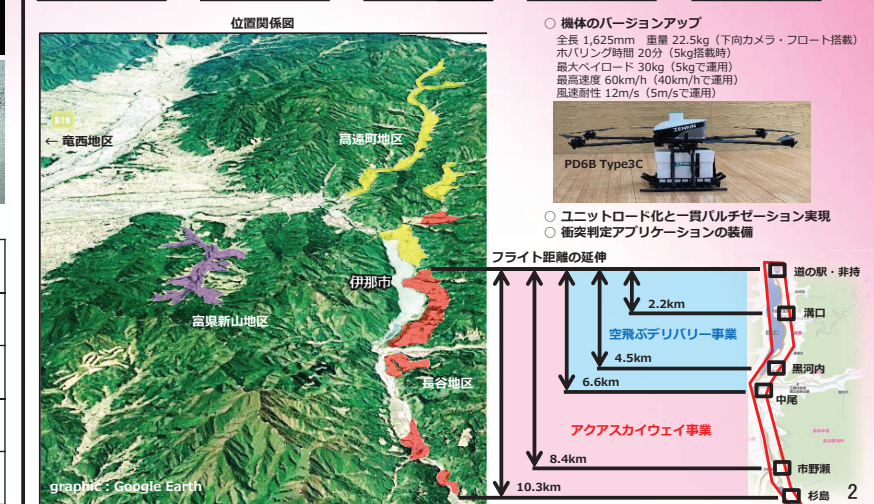 位置関係図
E19
← 竜西地区
高遠町地区
伊那市
富県新山地区
長谷地区
graphic : Google Earth
○ 機体のバージョンアップ
全長 1,625mm 重量 22.5kg（下向カメラ・フロート搭載）
ホバリング時間 20分（5kg搭載時）
最大ペイロード 30kg（5kgで運用）
最高速度 60km/h（40km/hで運用）
風速耐性 12m/s（5m/sで運用）
PD6B Type3C
○ ユニットロード化と一貫パルチゼーション実現
○ 衝突判定アプリケーションの装備
フライト距離の延伸
道の駅・非持
2.2km
溝口
空飛ぶデリバリー事業
4.5km
黒河内
6.6km
中尾
アクアスカイウェイ事業
8.4km
市野瀬
10.3km
杉島
2